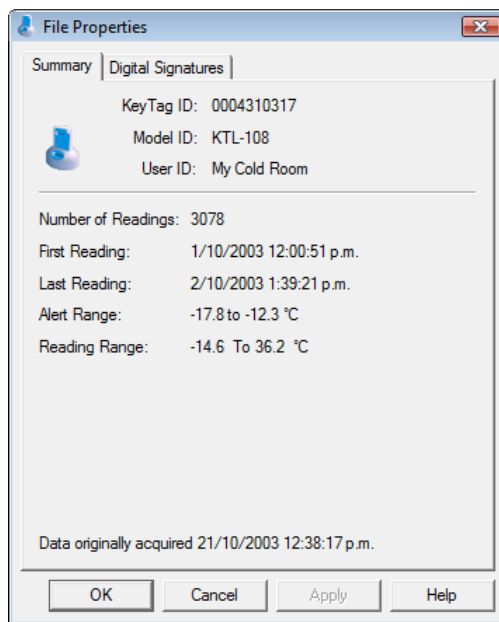 File Properties
Summary
Digital Signatures
KeyTag ID: 0004310317
Model ID: KTL-108
User ID: My Cold Room
Number of Readings: 3078
First Reading: 1/10/2003 12:00:51 p.m.
Last Reading: 2/10/2003 1:39:21 p.m.
Alert Range: -17.8 to -12.3 °C
Reading Range: -14.6 To 36.2 °C
Data originally acquired 21/10/2003 12:38:17 p.m.
OK Cancel Apply Help